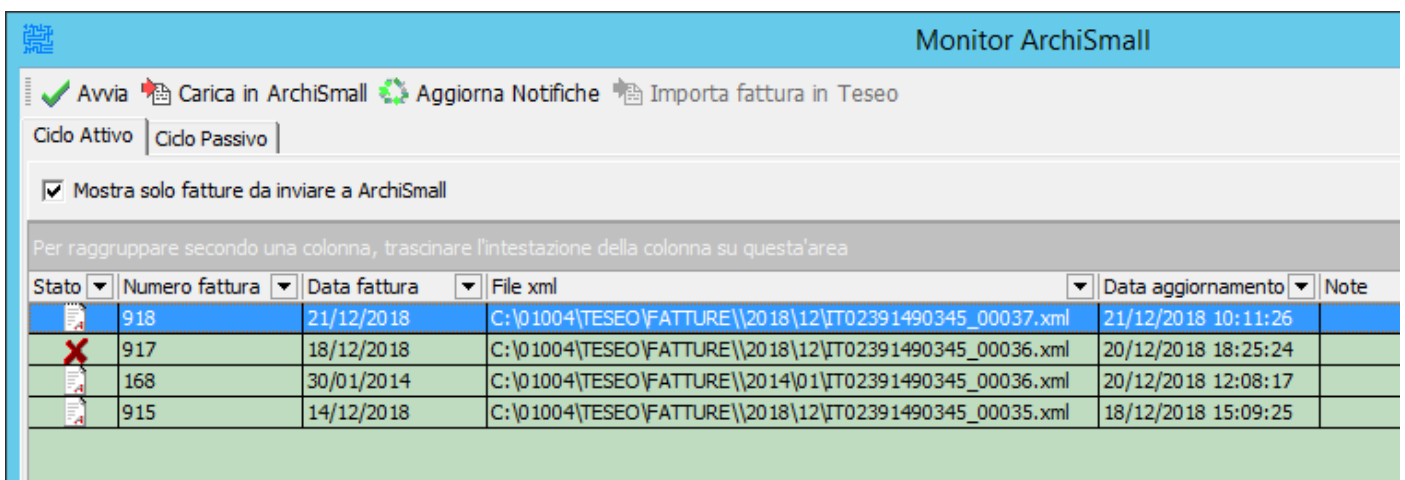 Monitor ArchiSmall
Avvia Carica in ArchiSmall Aggiorna Notifiche Importa fattura in Teseo
Ciclo Attivo Ciclo Passivo
Mostra solo fatture da inviare a ArchiSmall
Per raggruppare secondo una colonna, trascinare l'intestazione della colonna su questa'area
Stato Numero fattura Data fattura File xml Data aggiornamento Note
918 21/12/2018 C:\01004\TESEO\FATTURE\\2018\12\IT02391490345_00037.xml 21/12/2018 10:11:26
917 18/12/2018 C:\01004\TESEO\FATTURE\\2018\12\IT02391490345_00036.xml 20/12/2018 18:25:24
168 30/01/2014 C:\01004\TESEO\FATTURE\\2014\01\IT02391490345_00036.xml 20/12/2018 12:08:17
915 14/12/2018 C:\01004\TESEO\FATTURE\\2018\12\IT02391490345_00035.xml 18/12/2018 15:09:25